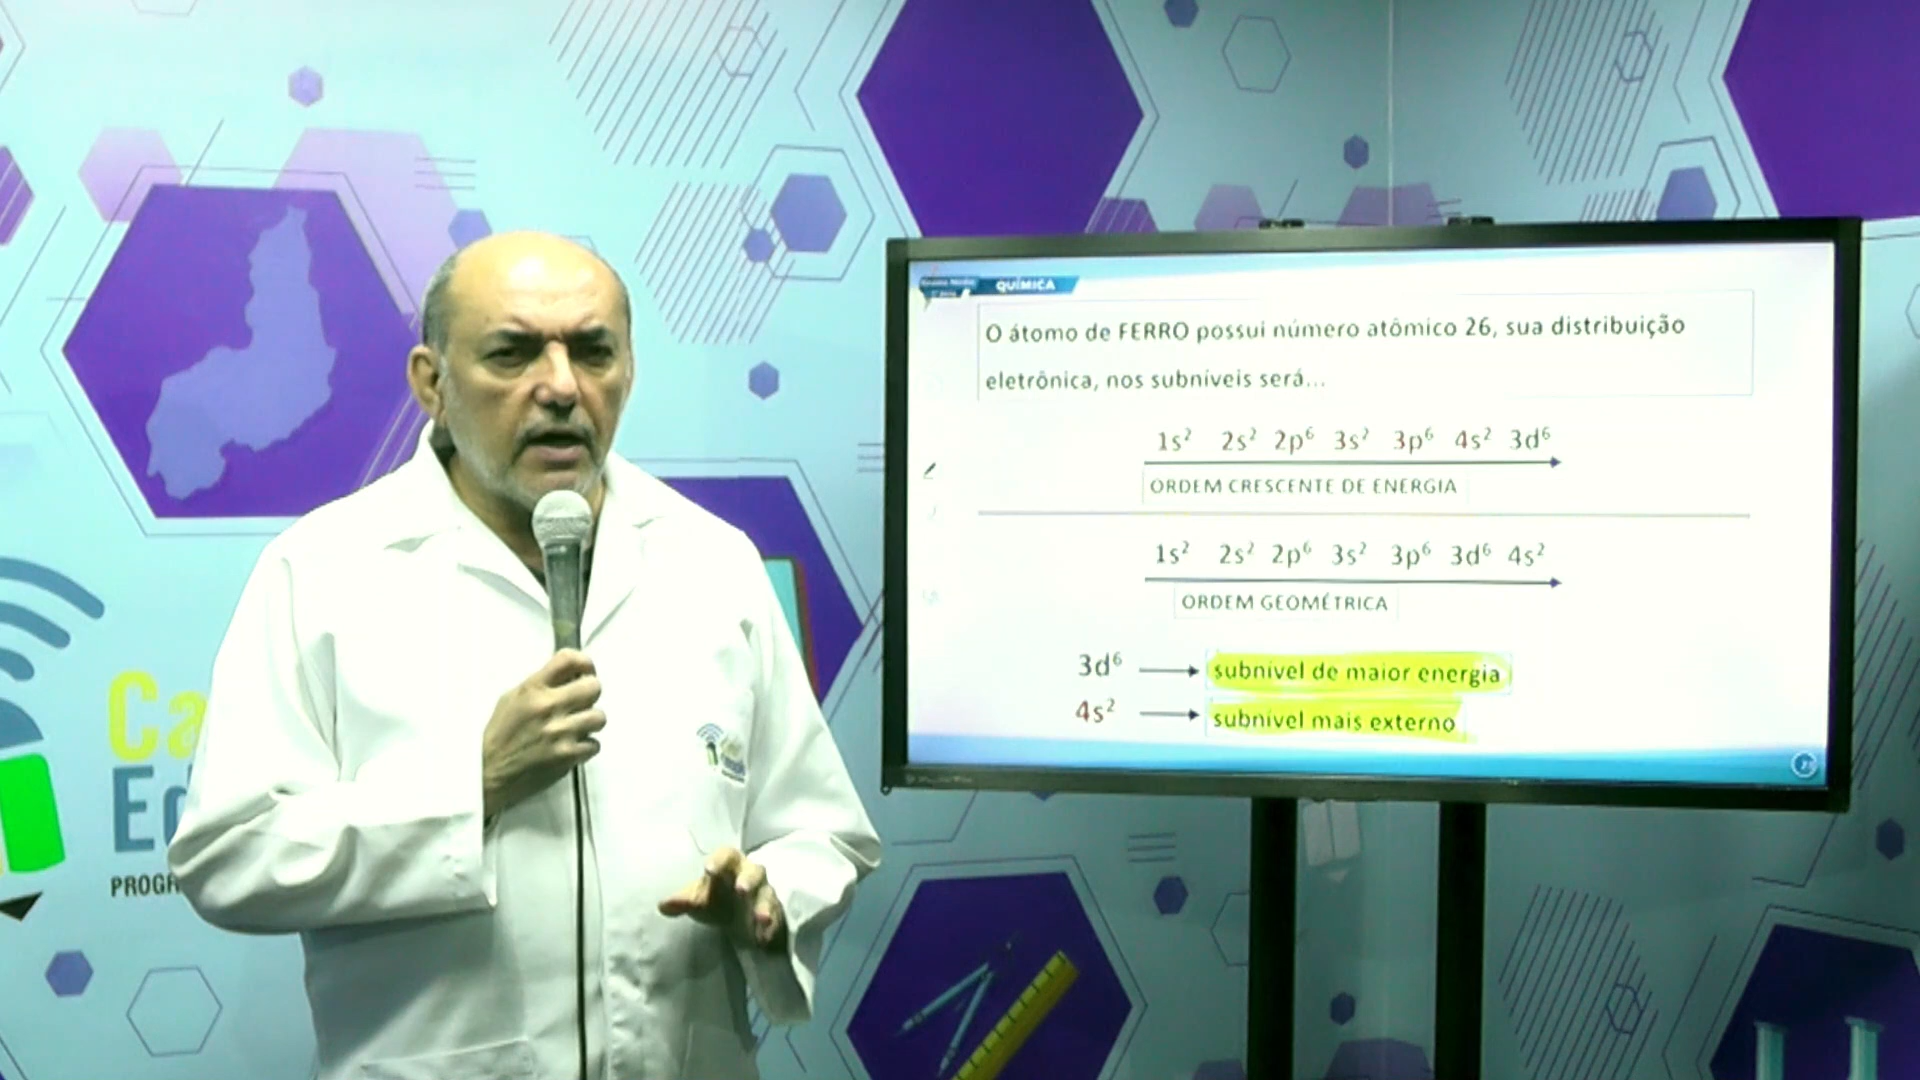 QUÍMICA
O átomo de FERRO possui número atômico 26, sua distribuição
eletrônica, nos subníveis será...
1s² 2s² 2p⁶ 3s² 3p⁶ 4s² 3d⁶
ORDEM CRESCENTE DE ENERGIA
1s² 2s² 2p⁶ 3s² 3p⁶ 3d⁶ 4s²
ORDEM GEOMÉTRICA
3d⁶ → subnível de maior energia
4s² → subnível mais externo
Ca
Ed
PROGR